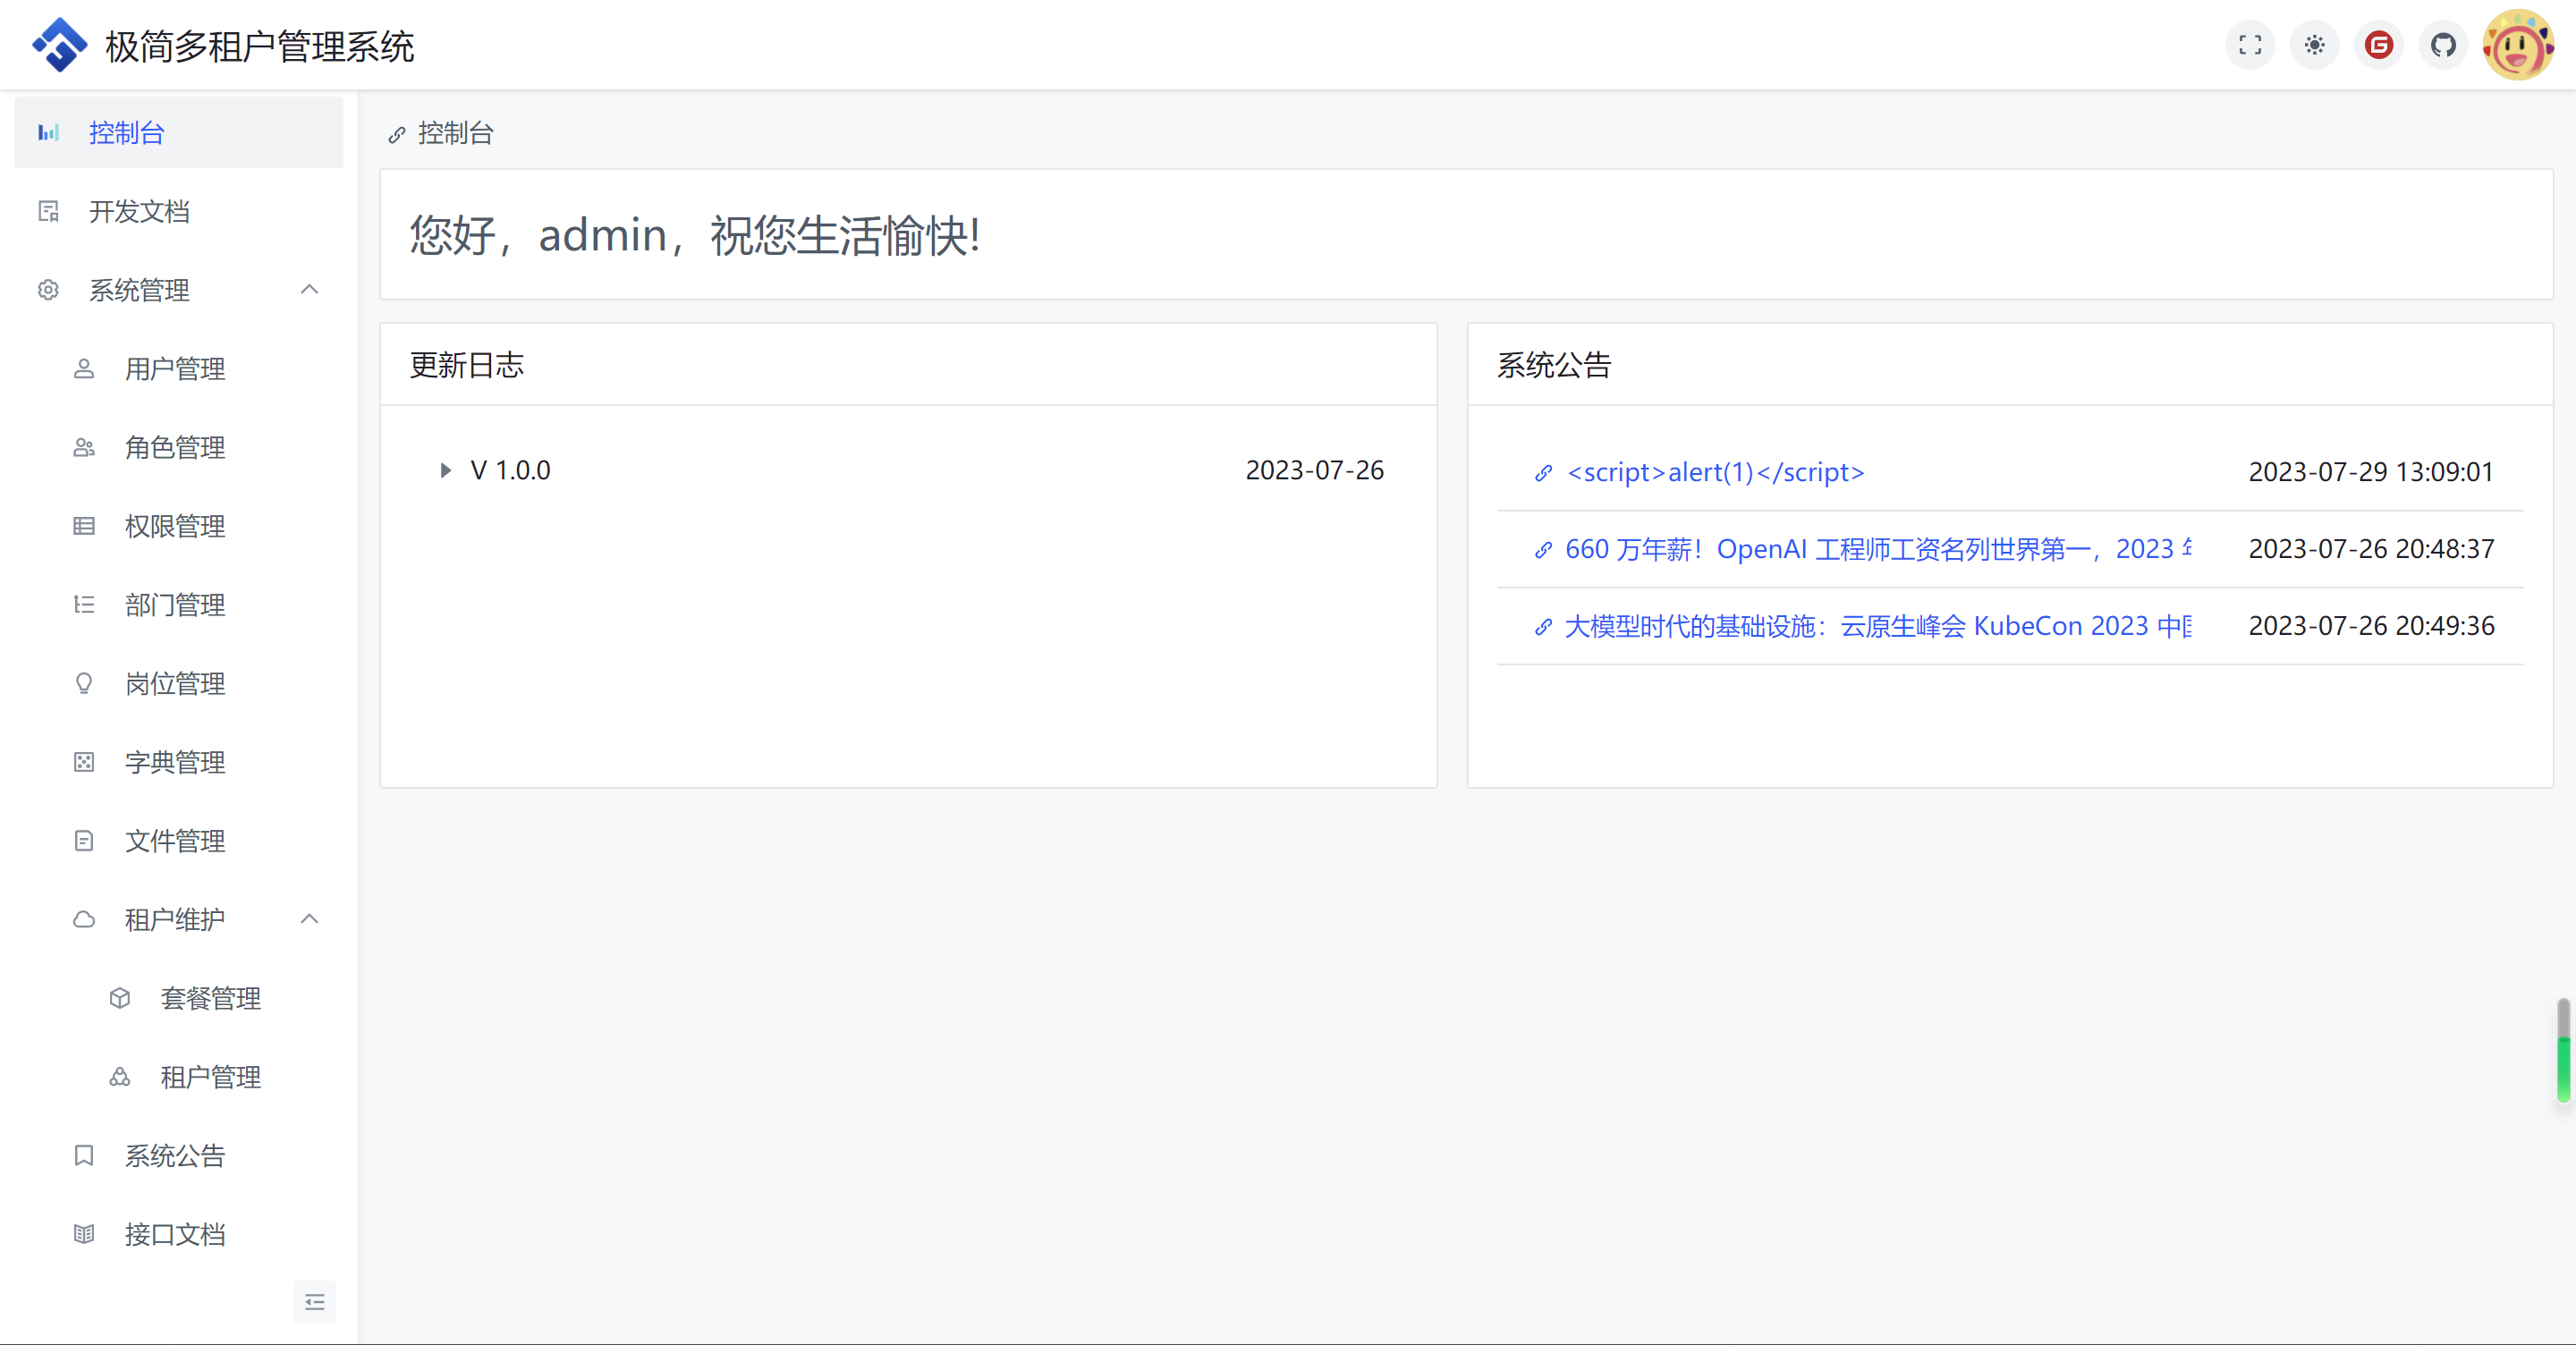 极简多租户管理系统
控制台
开发文档
系统管理
用户管理
角色管理
权限管理
部门管理
岗位管理
字典管理
文件管理
租户维护
套餐管理
租户管理
系统公告
接口文档
控制台
您好，admin，祝您生活愉快!
更新日志
V 1.0.0 2023-07-26
系统公告
<script>alert(1)</script> 2023-07-29 13:09:01
660 万年薪！OpenAI 工程师工资名列世界第一，2023 2023-07-26 20:48:37
大模型时代的基础设施：云原生峰会 KubeCon 2023 中 2023-07-26 20:49:36